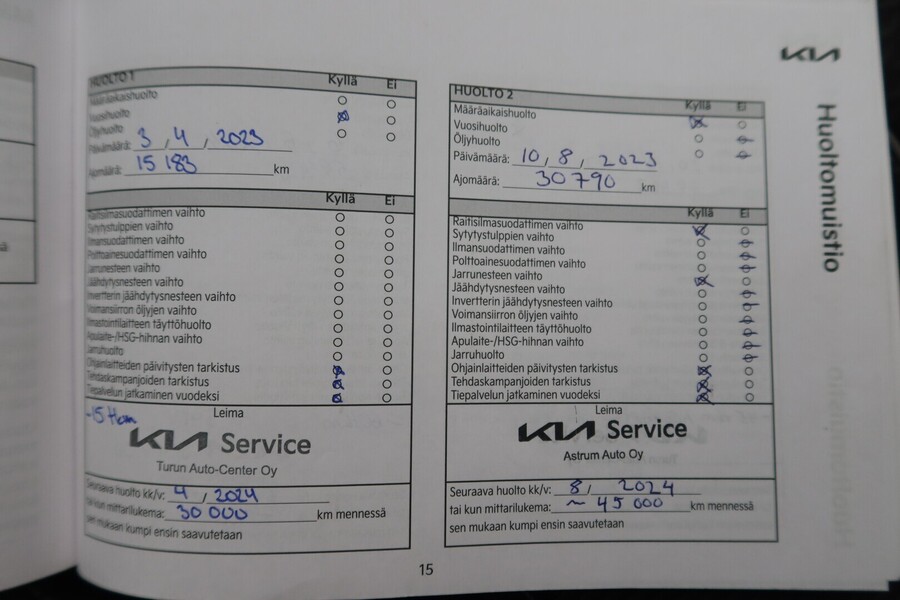 KIA
Huoltomuistio
HUOLTO 1 Kyllä Ei
Määräaikaishuolto
Vuosihuolto
Öljyhuolto
Päivämäärä: 3, 4, 2023
Ajomäärä: 15 183 km
Kyllä Ei
Raitisilmasuodattimen vaihto
Sytytystulppien vaihto
Ilmansuodattimen vaihto
Polttoainesuodattimen vaihto
Jarrunesteen vaihto
Jäähdytysnesteen vaihto
Invertterin jäähdytysnesteen vaihto
Voimansiirron öljyjen vaihto
Ilmastointilaitteen täyttöhuolto
Apulaite-/HSG-hihnan vaihto
Jarruhuolto
Ohjainlaitteiden päivitysten tarkistus
Tehdaskampanjoiden tarkistus
Tiepalvelun jatkaminen vuodeksi
Leima
~15 tkm
KIA Service
Turun Auto-Center Oy
Seuraava huolto kk/v: 4, 2024
tai kun mittarilukema: 30 000 km mennessä
sen mukaan kumpi ensin saavutetaan
HUOLTO 2 Kyllä Ei
Määräaikaishuolto
Vuosihuolto
Öljyhuolto
Päivämäärä: 10, 8, 2023
Ajomäärä: 30 790 km
Kyllä Ei
Raitisilmasuodattimen vaihto
Sytytystulppien vaihto
Ilmansuodattimen vaihto
Polttoainesuodattimen vaihto
Jarrunesteen vaihto
Jäähdytysnesteen vaihto
Invertterin jäähdytysnesteen vaihto
Voimansiirron öljyjen vaihto
Ilmastointilaitteen täyttöhuolto
Apulaite-/HSG-hihnan vaihto
Jarruhuolto
Ohjainlaitteiden päivitysten tarkistus
Tehdaskampanjoiden tarkistus
Tiepalvelun jatkaminen vuodeksi
Leima
KIA Service
Astrum Auto Oy
Seuraava huolto kk/v: 8, 2024
tai kun mittarilukema: ~ 45 000 km mennessä
sen mukaan kumpi ensin saavutetaan
15